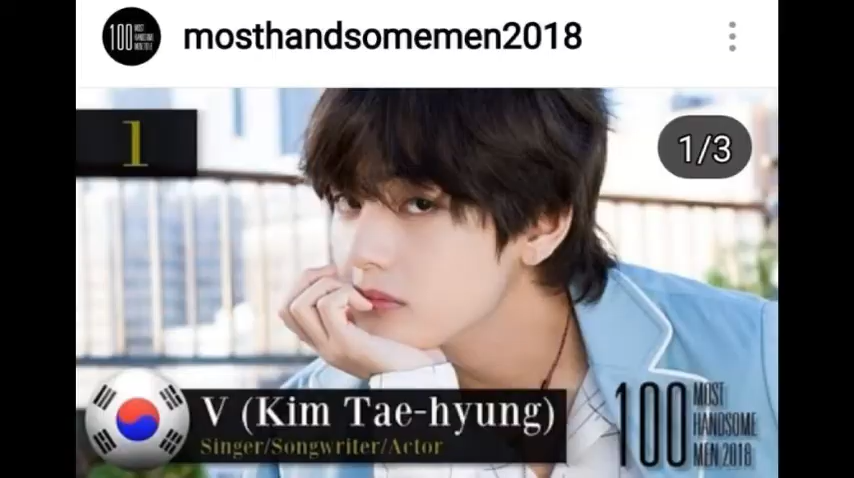 100 MOST HANDSOME MEN 2018
mosthandsomemen2018
1
1/3
V (Kim Tae-hyung)
Singer/Songwriter/Actor
100 MOST
HANDSOME
MEN 2018